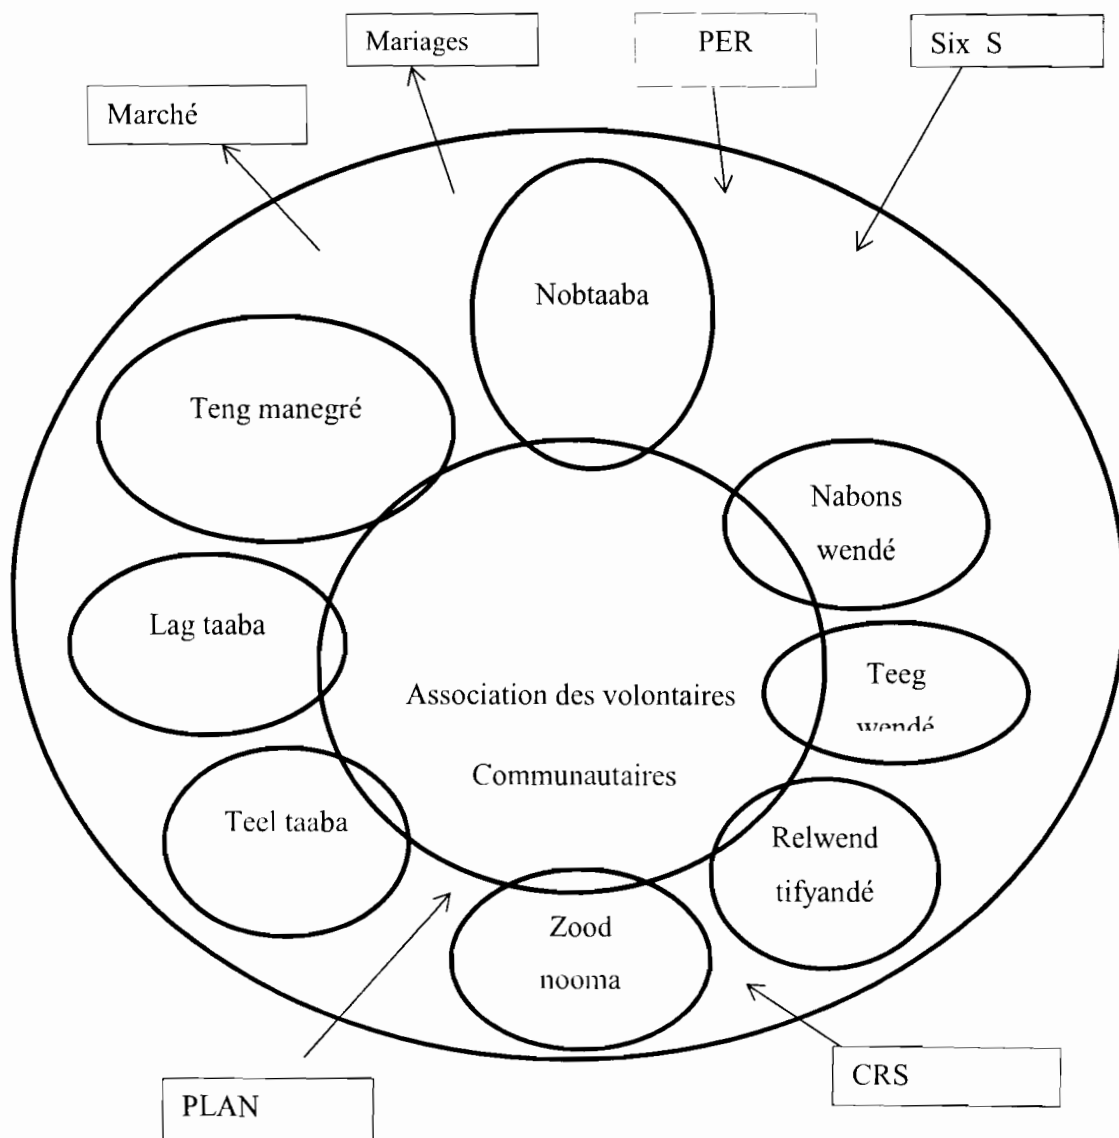 Mariages
PER
Six S
Marché
Nobtaaba
Teng manegré
Nabons
wendé
Lag taaba
Teeg
wendé
Association des volontaires
Communautaires
Teel taaba
Relwend
tifyandé
Zood
nooma
CRS
PLAN